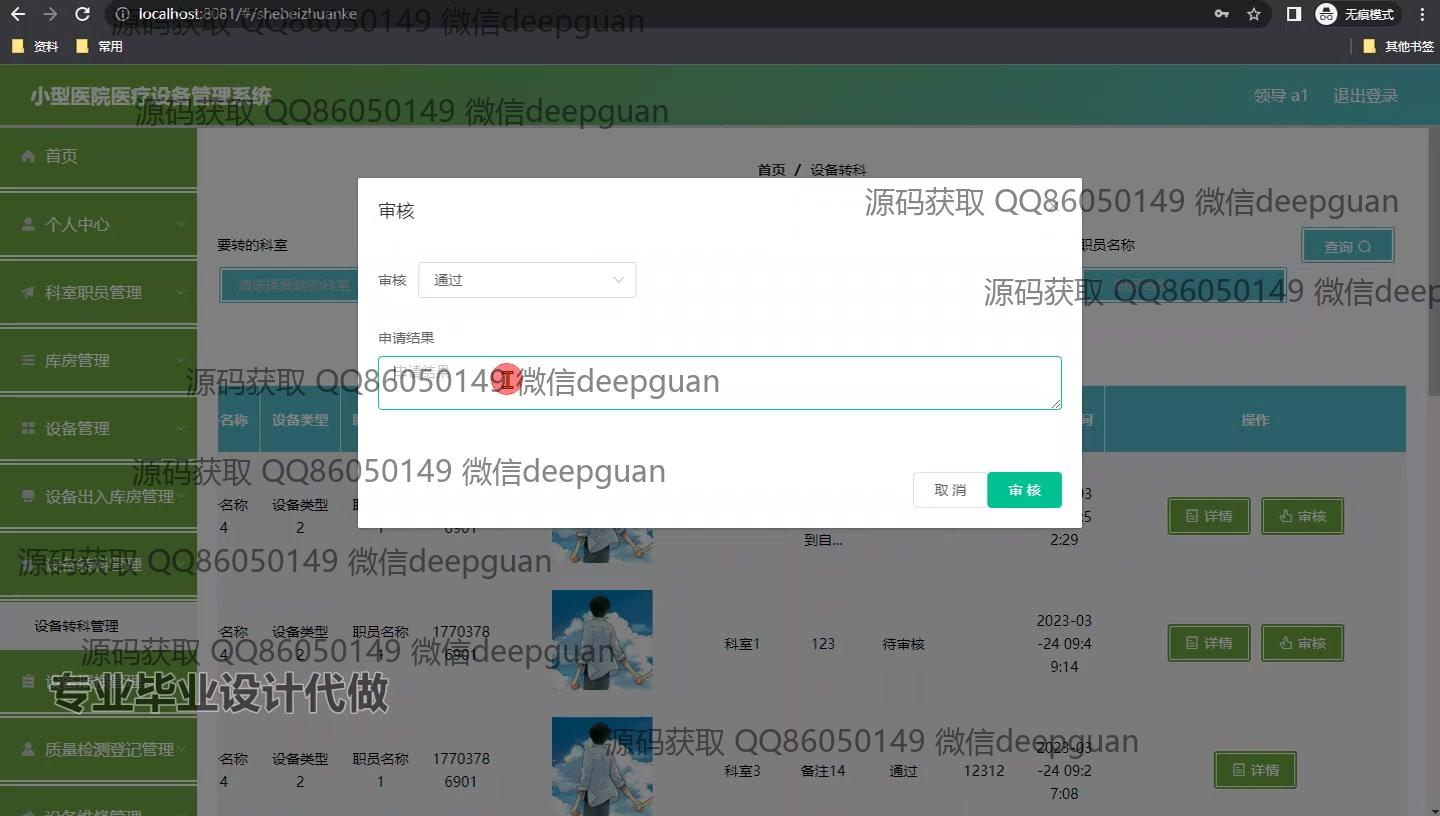 localhost:8081/#/shebeizhuanke
无痕模式
资料
常用
其他书签
源码获取 QQ86050149 微信deepguan
小型医院医疗设备管理系统
领导 a1
退出登录
源码获取 QQ86050149 微信deepguan
首页
个人中心
科室职员管理
库房管理
设备管理
设备出入库房管理
设备转科管理
设备转科管理
质量检测登记管理
设备维修管理
首页 / 设备转科
源码获取 QQ86050149 微信deepguan
要转的科室
职员名称
查询
请选择要转的科室
源码获取 QQ86050149 微信deep
审核
审核
通过
申请结果
申请结果
源码获取 QQ86050149 微信deepguan
取 消
审 核
名称
设备类型
间
操作
源码获取 QQ86050149 微信deepguan
名称4
设备类型2
6901
到自...
2:29
详情
审核
源码获取 QQ86050149 微信deepguan
名称4
设备类型2
职员名称1
1770378
6901
科室1
123
待审核
2023-03
-24 09:4
9:14
详情
审核
源码获取 QQ86050149 微信deepguan
专业毕业设计代做
源码获取 QQ86050149 微信deepguan
名称
4
设备类型
2
职员名称
1
1770378
6901
科室3
备注14
通过
12312
2023-03
-24 09:2
7:08
详情